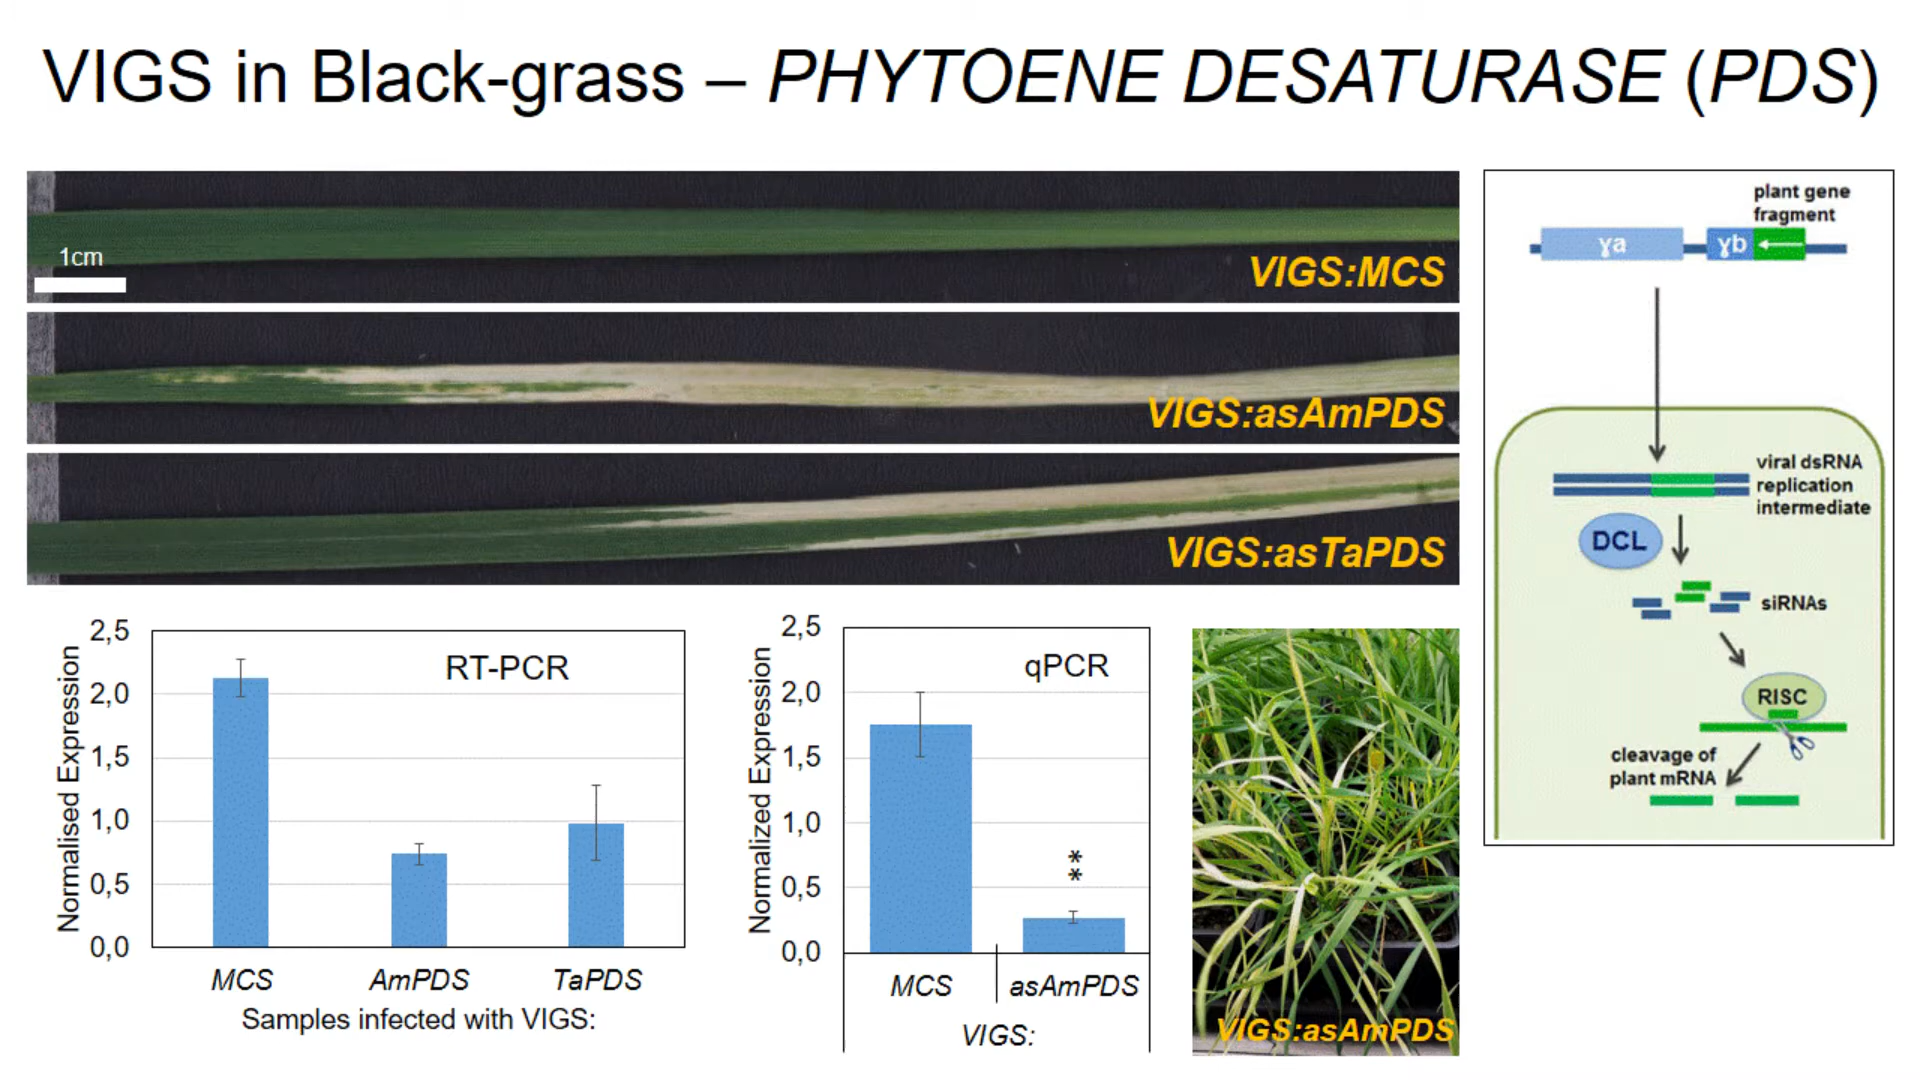 VIGS in Black-grass – PHYTOENE DESATURASE (PDS)
1cm
VIGS:MCS
VIGS:asAmPDS
VIGS:asTaPDS
plant gene
fragment
γa
γb
viral dsRNA
replication
intermediate
DCL
siRNAs
RISC
cleavage of
plant mRNA
Normalised Expression
2,5
2,0
1,5
1,0
0,5
0,0
RT-PCR
MCS
AmPDS
TaPDS
Samples infected with VIGS:
Normalized Expression
2,5
2,0
1,5
1,0
0,5
0,0
qPCR
*
*
MCS
asAmPDS
VIGS:
VIGS:asAmPDS